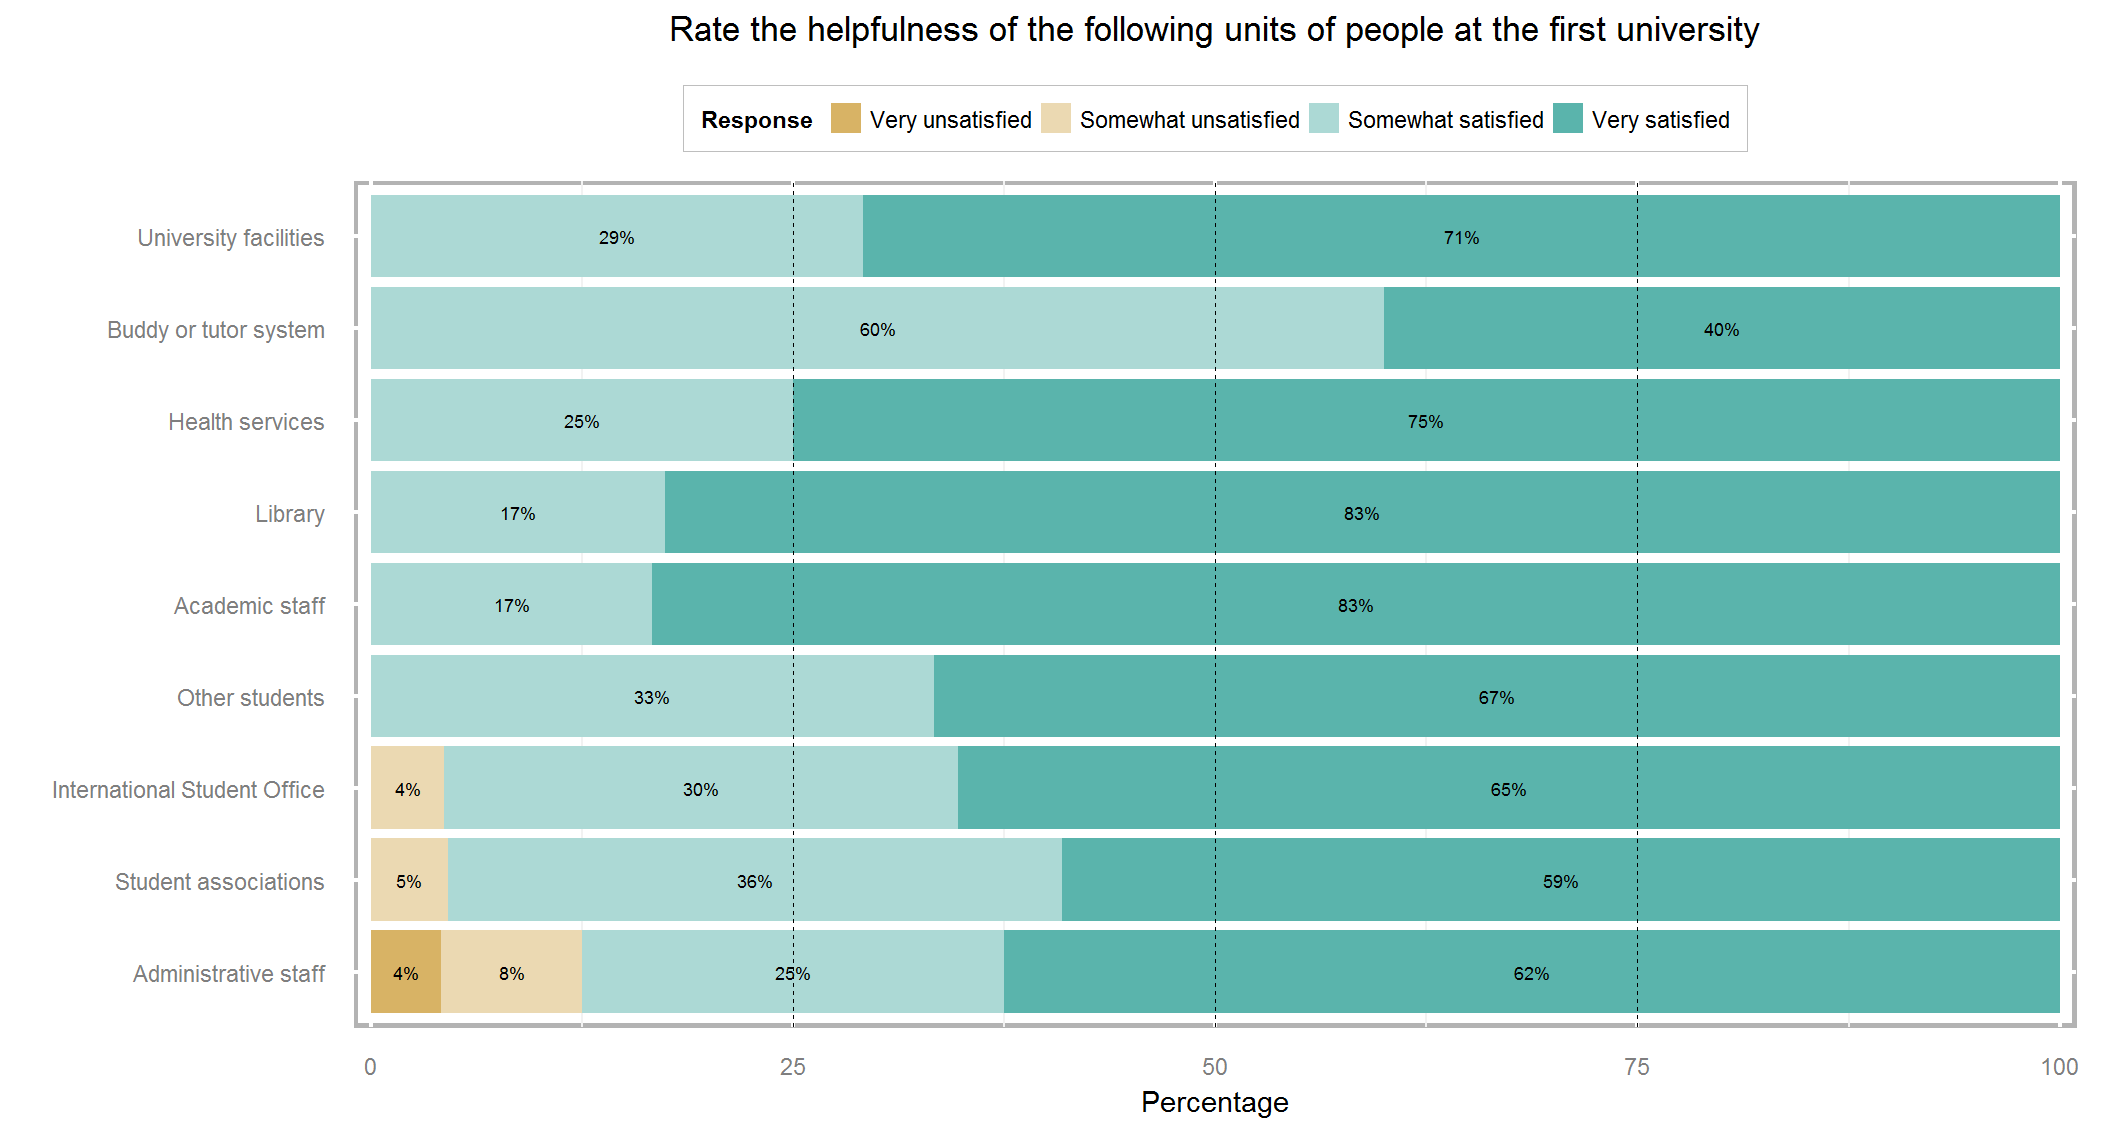 Rate the helpfulness of the following units of people at the first university
Response Very unsatisfied Somewhat unsatisfied Somewhat satisfied Very satisfied
University facilities 29% 71%
Buddy or tutor system 60% 40%
Health services 25% 75%
Library 17% 83%
Academic staff 17% 83%
Other students 33% 67%
International Student Office 4% 30% 65%
Student associations 5% 36% 59%
Administrative staff 4% 8% 25% 62%
0 25 50 75 100
Percentage